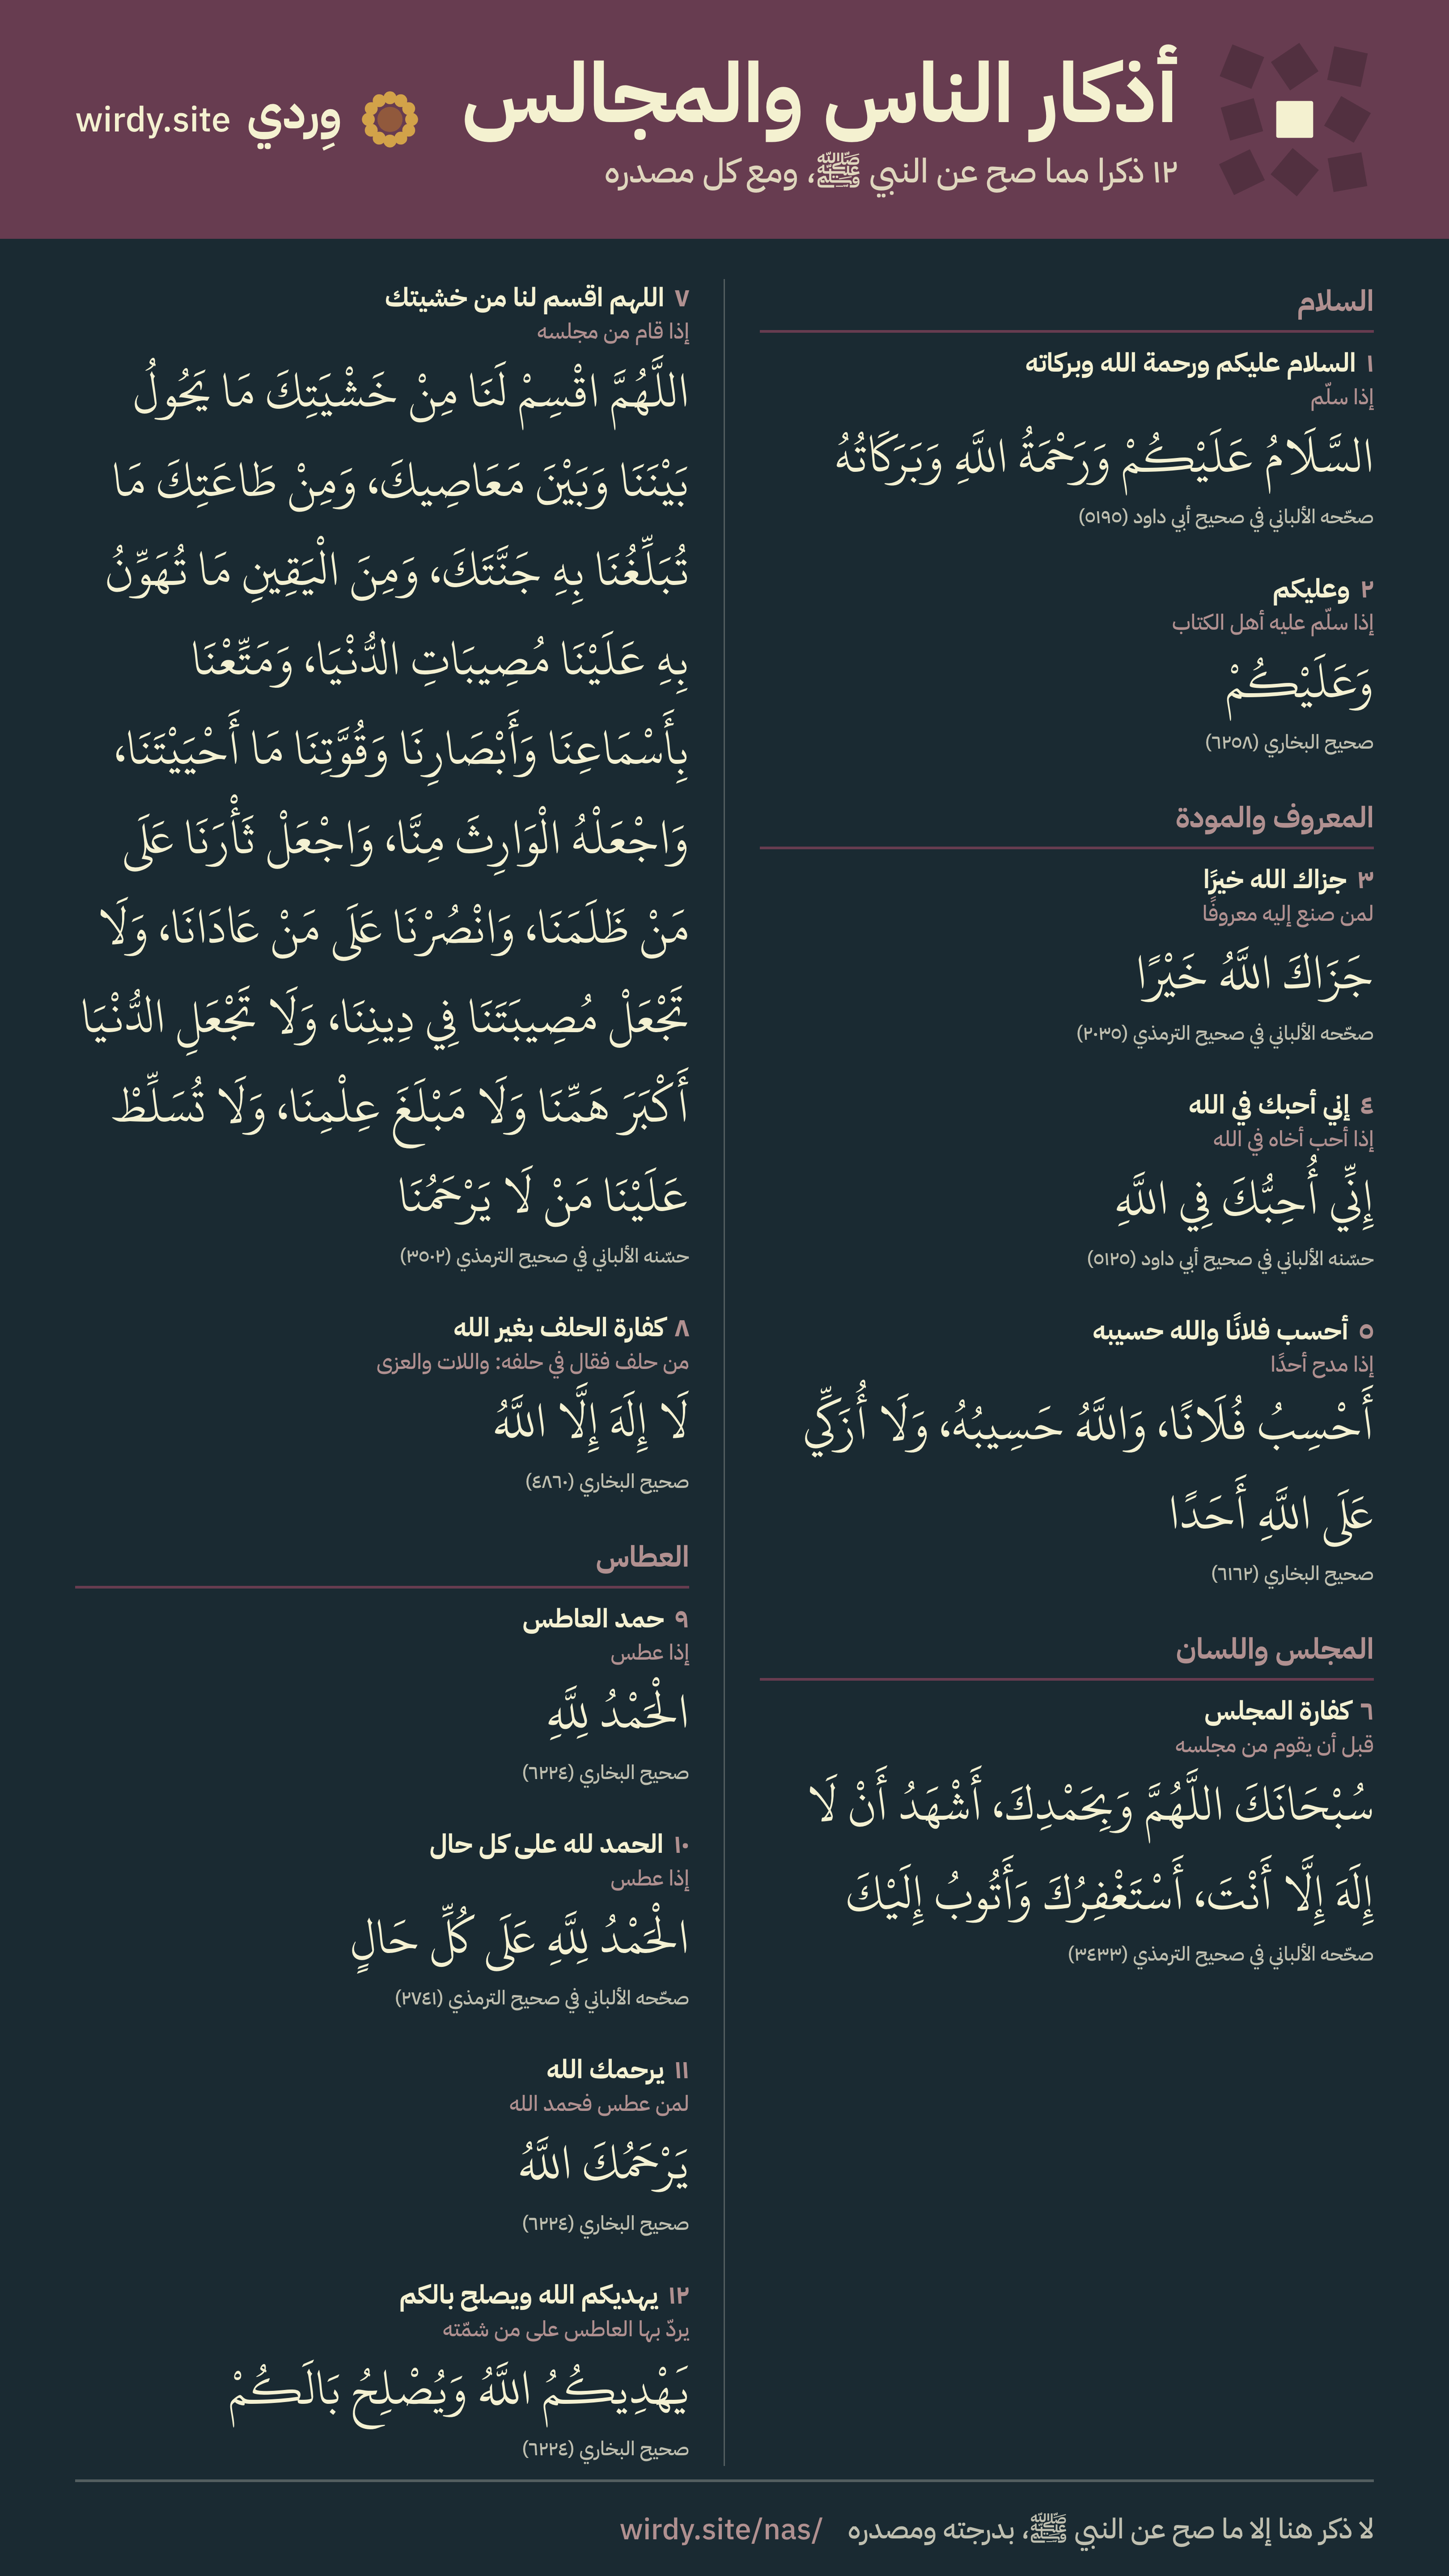 أذكار الناس والمجالس
١٢ ذكرا مما صح عن النبي ﷺ، ومع كل مصدره
وِردي wirdy.site
السلام
١ السلام عليكم ورحمة الله وبركاته
إذا سلّم
السَّلَامُ عَلَيْكُمْ وَرَحْمَةُ اللَّهِ وَبَرَكَاتُهُ
صحّحه الألباني في صحيح أبي داود (٥١٩٥)
٢ وعليكم
إذا سلّم عليه أهل الكتاب
وَعَلَيْكُمْ
صحيح البخاري (٦٢٥٨)
المعروف والمودة
٣ جزاك الله خيرًا
لمن صنع إليه معروفًا
جَزَاكَ اللَّهُ خَيْرًا
صحّحه الألباني في صحيح الترمذي (٢٠٣٥)
٤ إني أحبك في الله
إذا أحب أخاه في الله
إِنِّي أُحِبُّكَ فِي اللَّهِ
حسّنه الألباني في صحيح أبي داود (٥١٢٥)
٥ أحسب فلانًا والله حسيبه
إذا مدح أحدًا
أَحْسِبُ فُلَانًا، وَاللَّهُ حَسِيبُهُ، وَلَا أُزَكِّي
عَلَى اللَّهِ أَحَدًا
صحيح البخاري (٦١٦٢)
المجلس واللسان
٦ كفارة المجلس
قبل أن يقوم من مجلسه
سُبْحَانَكَ اللَّهُمَّ وَبِحَمْدِكَ، أَشْهَدُ أَنْ لَا
إِلَهَ إِلَّا أَنْتَ، أَسْتَغْفِرُكَ وَأَتُوبُ إِلَيْكَ
صحّحه الألباني في صحيح الترمذي (٣٤٣٣)
٧ اللهم اقسم لنا من خشيتك
إذا قام من مجلسه
اللَّهُمَّ اقْسِمْ لَنَا مِنْ خَشْيَتِكَ مَا يَحُولُ
بَيْنَنَا وَبَيْنَ مَعَاصِيكَ، وَمِنْ طَاعَتِكَ مَا
تُبَلِّغُنَا بِهِ جَنَّتَكَ، وَمِنَ الْيَقِينِ مَا تُهَوِّنُ
بِهِ عَلَيْنَا مُصِيبَاتِ الدُّنْيَا، وَمَتِّعْنَا
بِأَسْمَاعِنَا وَأَبْصَارِنَا وَقُوَّتِنَا مَا أَحْيَيْتَنَا،
وَاجْعَلْهُ الْوَارِثَ مِنَّا، وَاجْعَلْ ثَأْرَنَا عَلَى
مَنْ ظَلَمَنَا، وَانْصُرْنَا عَلَى مَنْ عَادَانَا، وَلَا
تَجْعَلْ مُصِيبَتَنَا فِي دِينِنَا، وَلَا تَجْعَلِ الدُّنْيَا
أَكْبَرَ هَمِّنَا وَلَا مَبْلَغَ عِلْمِنَا، وَلَا تُسَلِّطْ
عَلَيْنَا مَنْ لَا يَرْحَمُنَا
حسّنه الألباني في صحيح الترمذي (٣٥٠٢)
٨ كفارة الحلف بغير الله
من حلف فقال في حلفه: واللات والعزى
لَا إِلَهَ إِلَّا اللَّهُ
صحيح البخاري (٤٨٦٠)
العطاس
٩ حمد العاطس
إذا عطس
الْحَمْدُ لِلَّهِ
صحيح البخاري (٦٢٢٤)
١٠ الحمد لله على كل حال
إذا عطس
الْحَمْدُ لِلَّهِ عَلَى كُلِّ حَالٍ
صحّحه الألباني في صحيح الترمذي (٢٧٤١)
١١ يرحمك الله
لمن عطس فحمد الله
يَرْحَمُكَ اللَّهُ
صحيح البخاري (٦٢٢٤)
١٢ يهديكم الله ويصلح بالكم
يردّ بها العاطس على من شمّته
يَهْدِيكُمُ اللَّهُ وَيُصْلِحُ بَالَكُمْ
صحيح البخاري (٦٢٢٤)
لا ذكر هنا إلا ما صح عن النبي ﷺ، بدرجته ومصدره wirdy.site/nas/